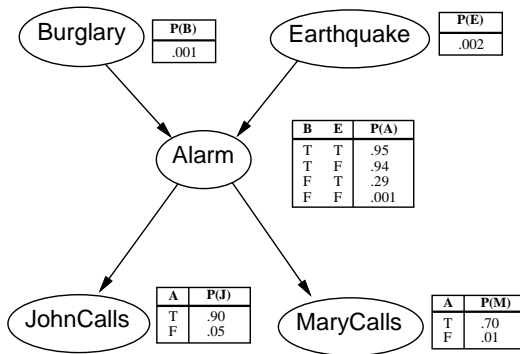 Burglary
P(B)
.001
Earthquake
P(E)
.002
Alarm
B E P(A)
T T .95
T F .94
F T .29
F F .001
JohnCalls
A P(J)
T .90
F .05
MaryCalls
A P(M)
T .70
F .01